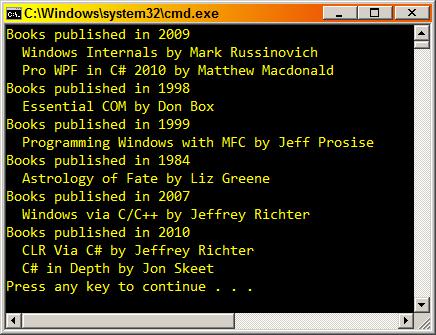 C:\Windows\system32\cmd.exe
Books published in 2009
  Windows Internals by Mark Russinovich
  Pro WPF in C# 2010 by Matthew Macdonald
Books published in 1998
  Essential COM by Don Box
Books published in 1999
  Programming Windows with MFC by Jeff Prosise
Books published in 1984
  Astrology of Fate by Liz Greene
Books published in 2007
  Windows via C/C++ by Jeffrey Richter
Books published in 2010
  CLR Via C# by Jeffrey Richter
  C# in Depth by Jon Skeet
Press any key to continue . . .